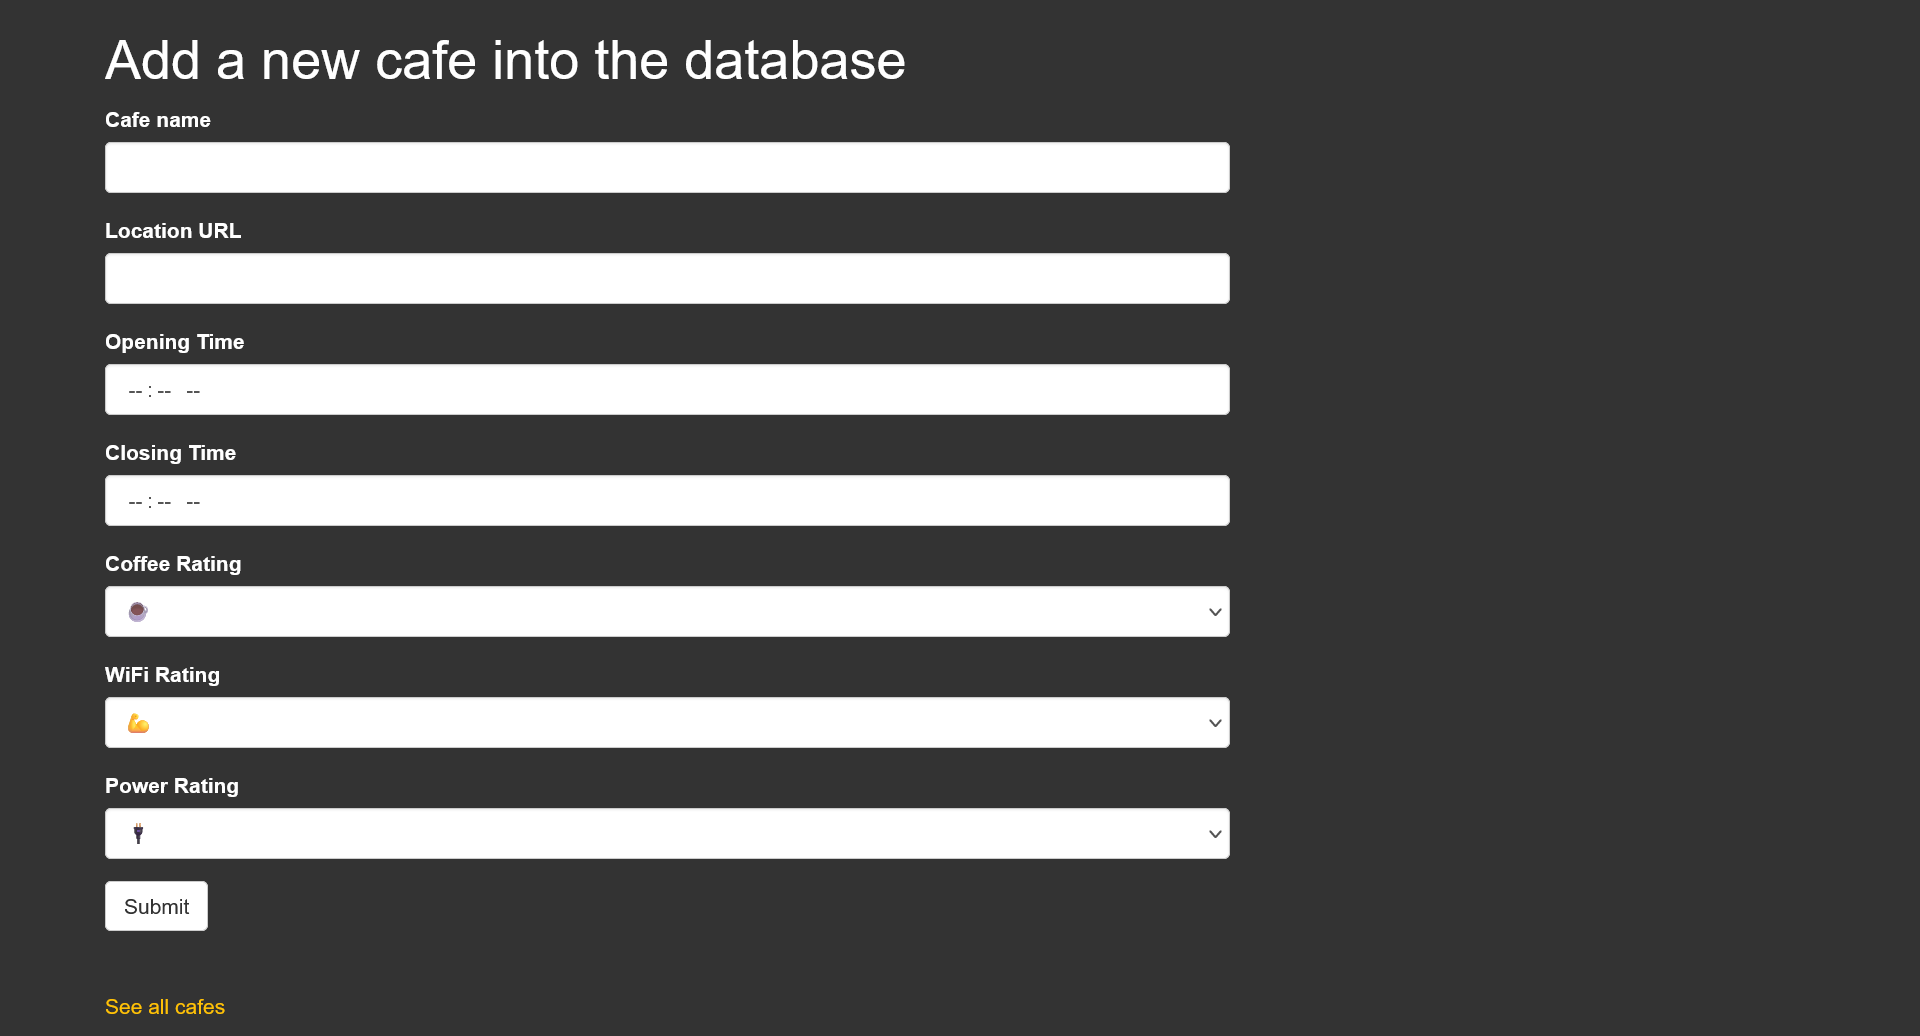 Add a new cafe into the database
Cafe name
Location URL
Opening Time
-- : -- --
Closing Time
-- : -- --
Coffee Rating
☕
WiFi Rating
💪
Power Rating
🔌
Submit
See all cafes